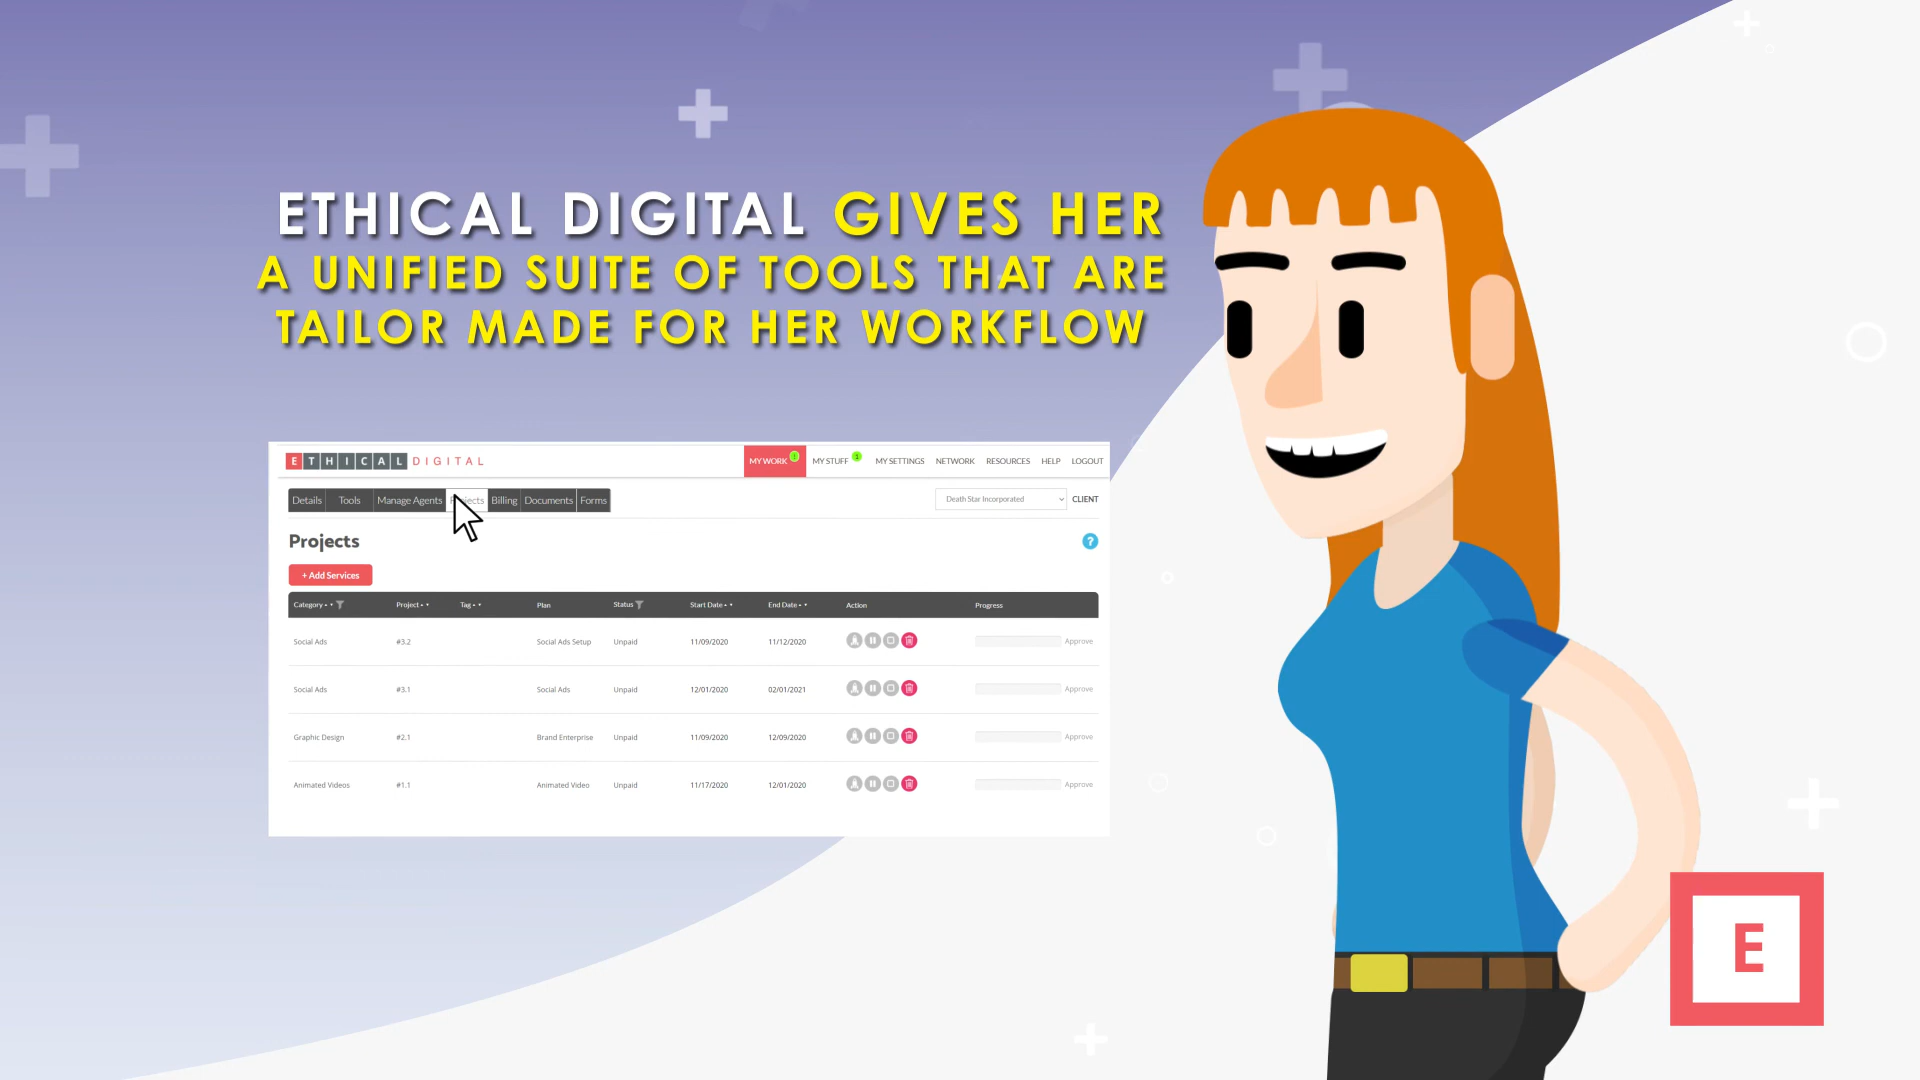 ETHICAL DIGITAL GIVES HER
A UNIFIED SUITE OF TOOLS THAT ARE
TAILOR MADE FOR HER WORKFLOW
ETHICAL DIGITAL
MY WORK MY STUFF 1 MY SETTINGS NETWORK RESOURCES HELP LOGOUT
Details Tools Manage Agents Projects Billing Documents Forms Death Star Incorporated CLIENT
Projects ?
+ Add Services
Category Project Tag Plan Status Start Date End Date Action Progress
Social Ads #3.2 Social Ads Setup Unpaid 11/09/2020 11/12/2020 Approve
Social Ads #3.1 Social Ads Unpaid 12/01/2020 02/01/2021 Approve
Graphic Design #2.1 Brand Enterprise Unpaid 11/09/2020 12/09/2020 Approve
Animated Videos #1.1 Animated Video Unpaid 11/17/2020 12/01/2020 Approve
E